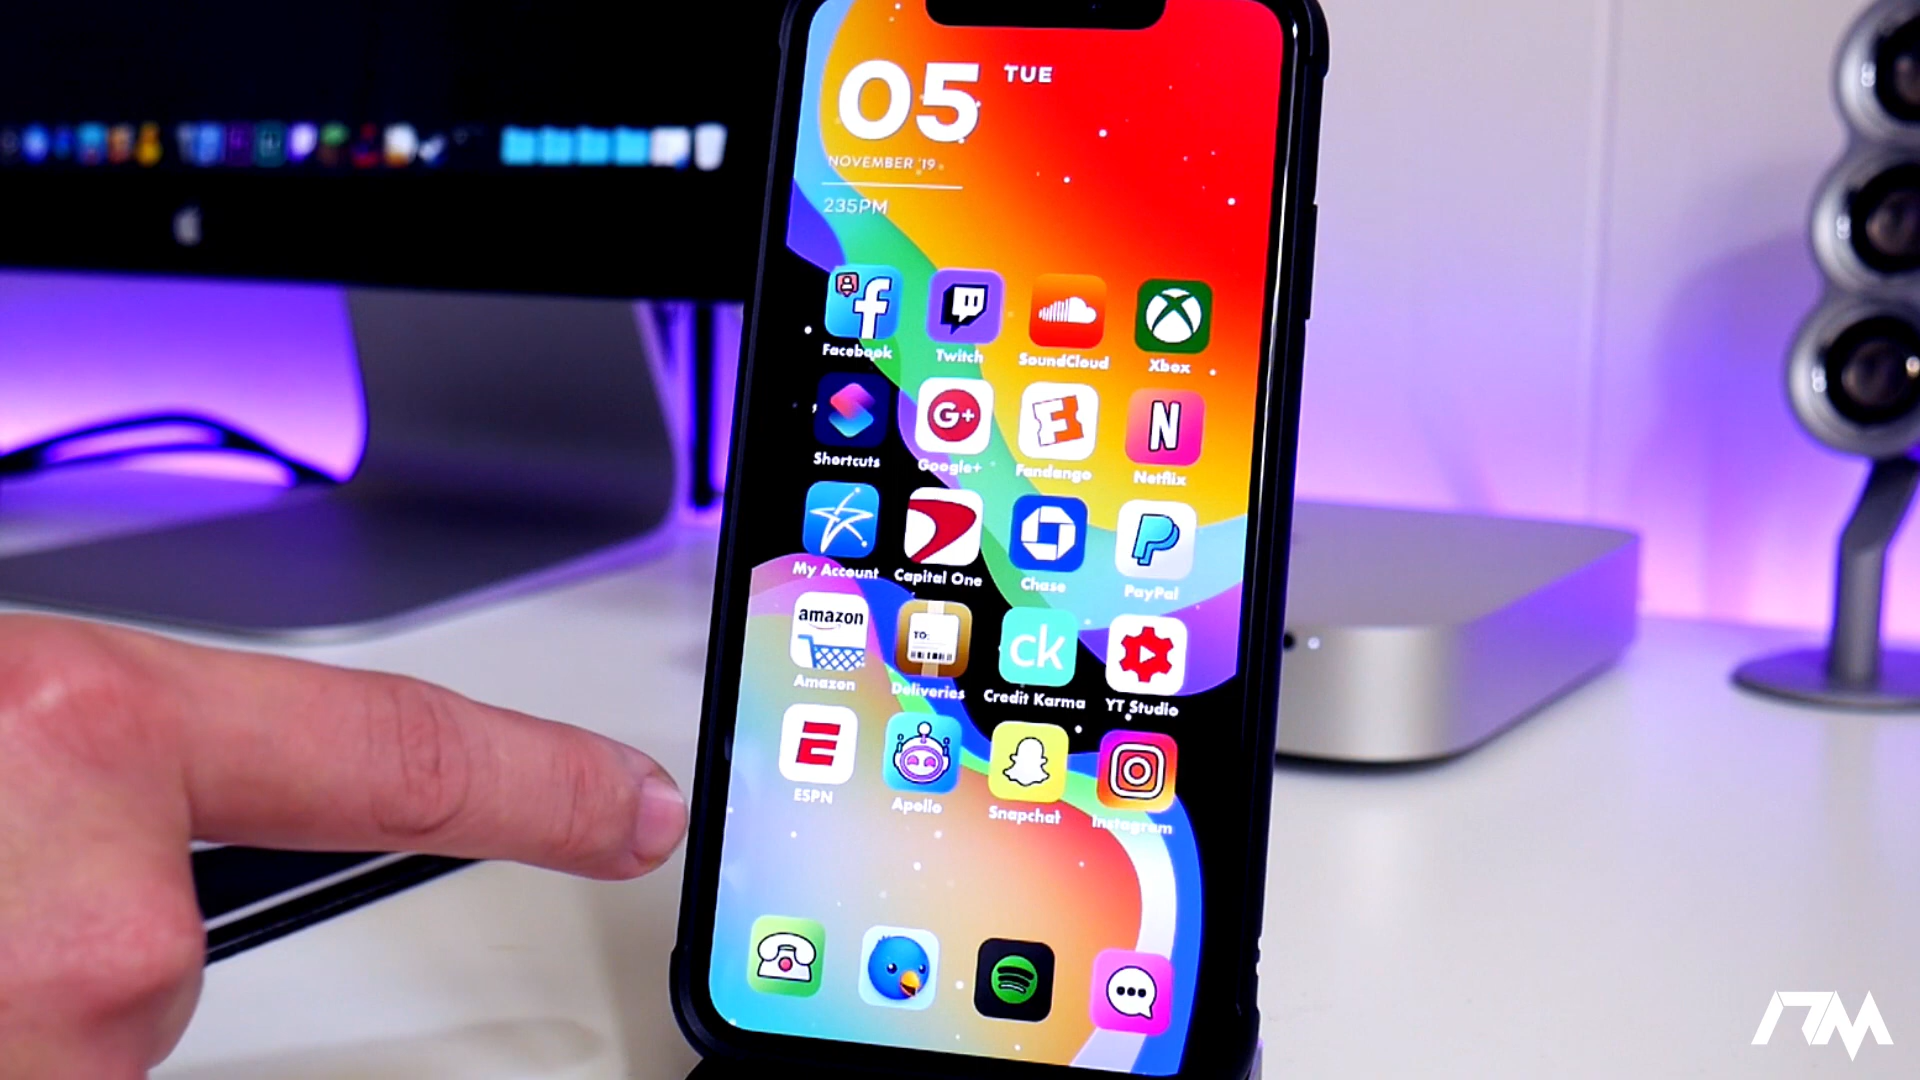 05 TUE
NOVEMBER '19
235PM
Facebook Twitch SoundCloud Xbox
G+ N
Shortcuts Google+ Fandango Netflix
My Account Capital One Chase PayPal
amazon TO: ck
Amazon Deliveries Credit Karma YT Studio
E
ESPN Apollo Snapchat Instagram